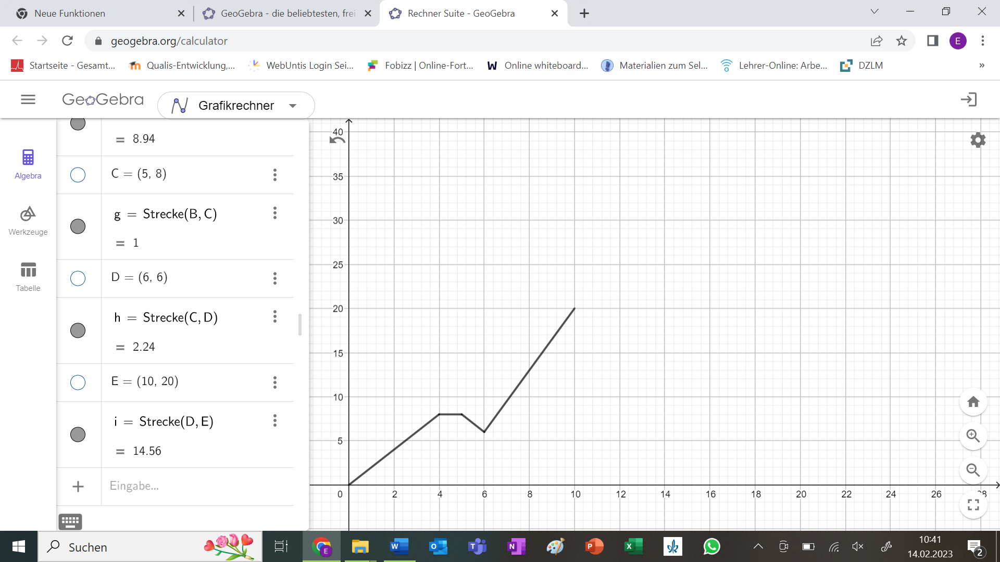 Neue Funktionen
GeoGebra - die beliebtesten, frei
Rechner Suite - GeoGebra
geogebra.org/calculator
E
Startseite - Gesamt...
Qualis-Entwicklung,...
WebUntis Login Sei...
Fobizz | Online-Fort...
W Online whiteboard...
Materialien zum Sel...
Lehrer-Online: Arbe...
DZLM
»
GeoGebra
Grafikrechner
Algebra
Werkzeuge
Tabelle
= 8.94
C = (5, 8)
g = Strecke(B, C)
= 1
D = (6, 6)
h = Strecke(C, D)
= 2.24
E = (10, 20)
i = Strecke(D, E)
= 14.56
+ Eingabe...
40
35
30
25
20
15
10
5
0 2 4 6 8 10 12 14 16 18 20 22 24 26 28
Suchen
E
W
O
T
N
P
X
10:41
14.02.2023
2